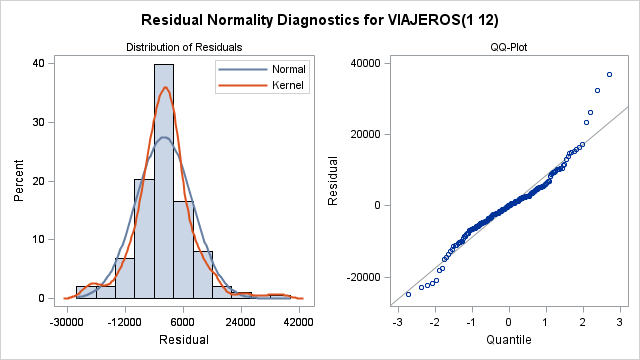 Residual Normality Diagnostics for VIAJEROS(1 12)
Distribution of Residuals
Normal
Kernel
40
30
20
10
0
Percent
-30000 -12000 6000 24000 42000
Residual
QQ-Plot
40000
20000
0
-20000
Residual
-3 -2 -1 0 1 2 3
Quantile